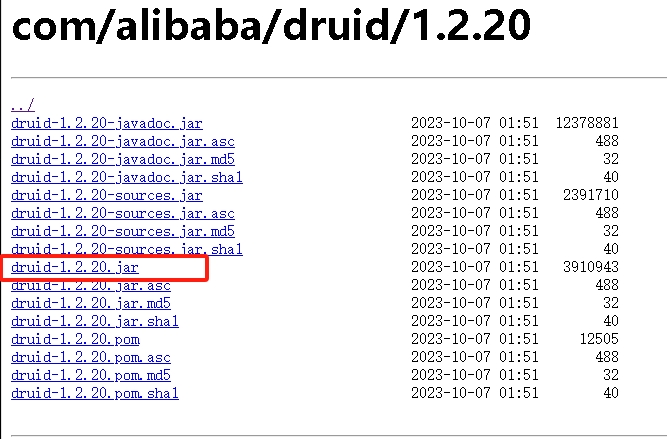 com/alibaba/druid/1.2.20
../
druid-1.2.20-javadoc.jar 2023-10-07 01:51 12378881
druid-1.2.20-javadoc.jar.asc 2023-10-07 01:51 488
druid-1.2.20-javadoc.jar.md5 2023-10-07 01:51 32
druid-1.2.20-javadoc.jar.sha1 2023-10-07 01:51 40
druid-1.2.20-sources.jar 2023-10-07 01:51 2391710
druid-1.2.20-sources.jar.asc 2023-10-07 01:51 488
druid-1.2.20-sources.jar.md5 2023-10-07 01:51 32
druid-1.2.20-sources.jar.sha1 2023-10-07 01:51 40
druid-1.2.20.jar 2023-10-07 01:51 3910943
druid-1.2.20.jar.asc 2023-10-07 01:51 488
druid-1.2.20.jar.md5 2023-10-07 01:51 32
druid-1.2.20.jar.sha1 2023-10-07 01:51 40
druid-1.2.20.pom 2023-10-07 01:51 12505
druid-1.2.20.pom.asc 2023-10-07 01:51 488
druid-1.2.20.pom.md5 2023-10-07 01:51 32
druid-1.2.20.pom.sha1 2023-10-07 01:51 40